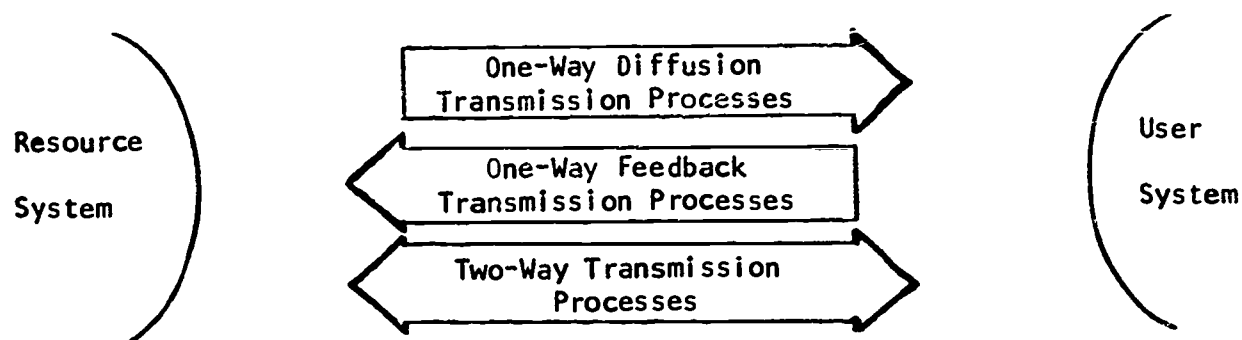 One-Way Diffusion
Transmission Processes
Resource
System
One-Way Feedback
Transmission Processes
Two-Way Transmission
Processes
User
System